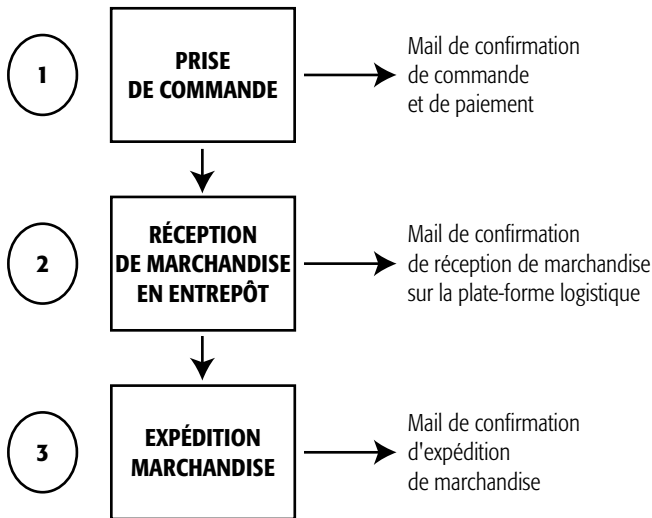 1
PRISE
DE COMMANDE
Mail de confirmation
de commande
et de paiement
2
RÉCEPTION
DE MARCHANDISE
EN ENTREPÔT
Mail de confirmation
de réception de marchandise
sur la plate-forme logistique
3
EXPÉDITION
MARCHANDISE
Mail de confirmation
d'expédition
de marchandise